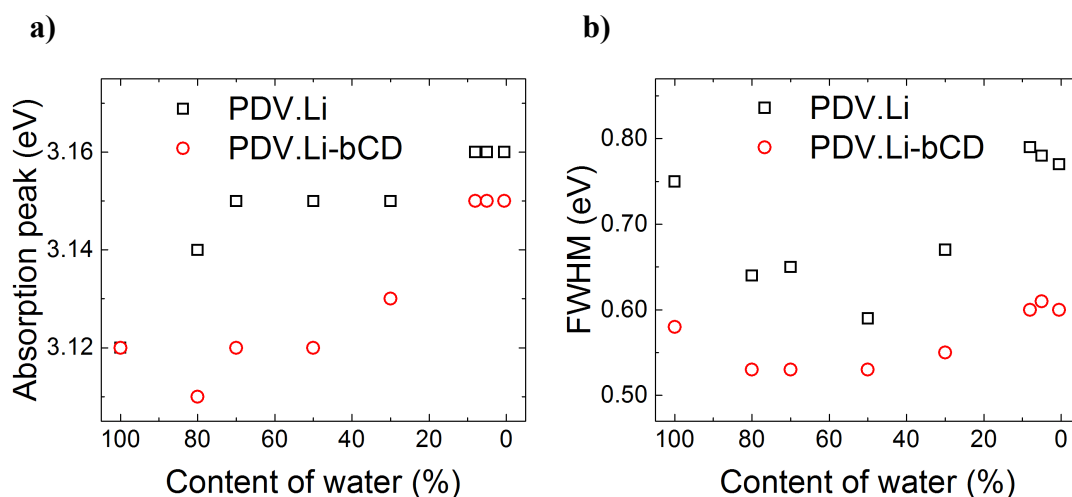 a)
PDV.Li
PDV.Li-bCD
Absorption peak (eV)
3.16
3.14
3.12
100 80 60 40 20 0
Content of water (%)
b)
PDV.Li
PDV.Li-bCD
FWHM (eV)
0.80
0.70
0.60
0.50
100 80 60 40 20 0
Content of water (%)